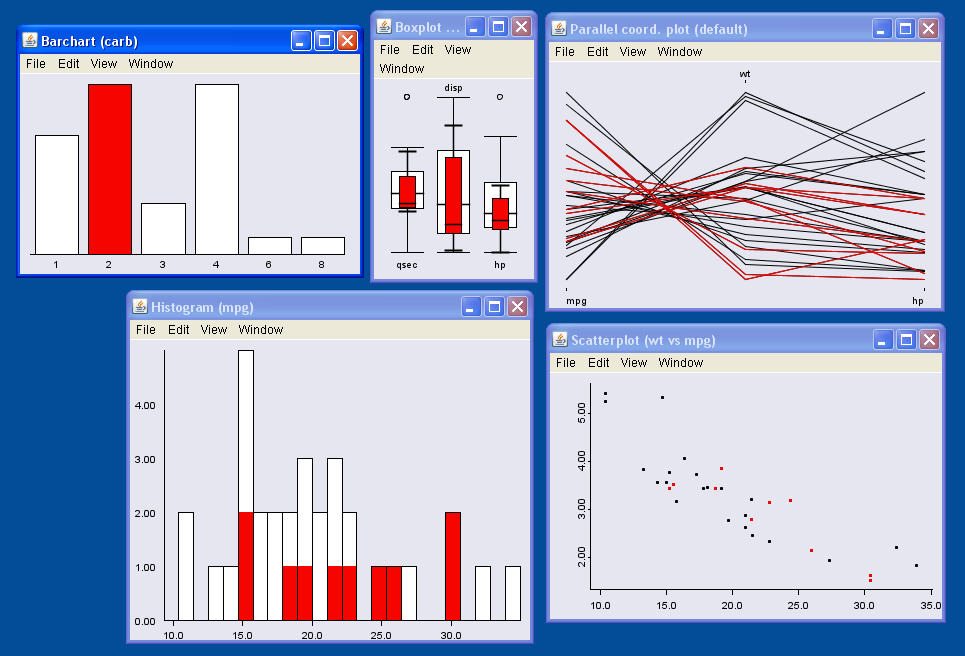 Barchart (carb)
File Edit View Window
1 2 3 4 6 8
Boxplot ...
File Edit View
Window
disp
qsec hp
Parallel coord. plot (default)
File Edit View Window
wt
mpg hp
Histogram (mpg)
File Edit View Window
4.00
3.00
2.00
1.00
0.00
10.0 15.0 20.0 25.0 30.0
Scatterplot (wt vs mpg)
File Edit View Window
5.00
4.00
3.00
2.00
10.0 15.0 20.0 25.0 30.0 35.0